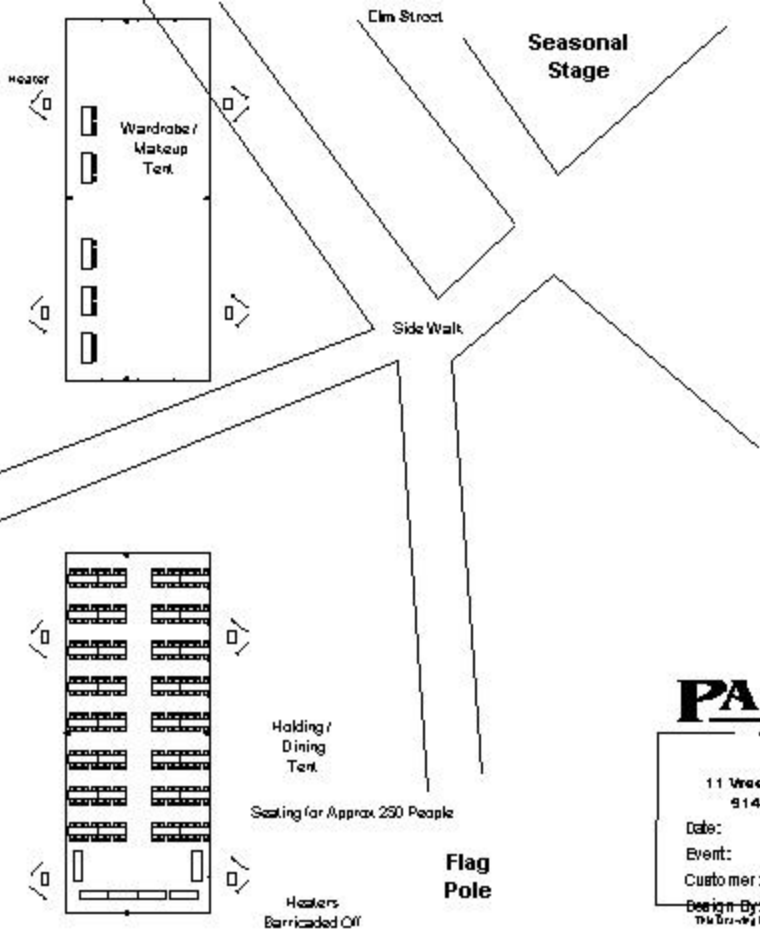 Elm Street
Seasonal
Stage
Heater
Wardrobe /
Makeup
Tent
Side Walk
Holding /
Dining
Tent
Seating for Approx 250 People
Flag
Pole
Heaters
Barricaded Off
PA
11
914
Date:
Event:
Customer:
Design By: